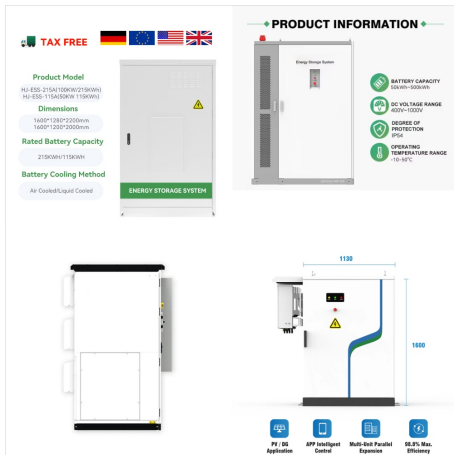 TAX FREE
Product Model
HJ-ESS-215A(100KW/215KWh)
HJ-ESS-115A(50KW 115KWh)
Dimensions
1600*1280*2200mm
1600*1200*2000mm
Rated Battery Capacity
215KWH/115KWH
Battery Cooling Method
Air Cooled/Liquid Cooled
ENERGY STORAGE SYSTEM
PRODUCT INFORMATION
Energy Storage System
BATTERY CAPACITY
50kWh~500kWh
DC VOLTAGE RANGE
400V~1000V
DEGREE OF
PROTECTION
IP54
OPERATING
TEMPERATURE RANGE
-10~50°C
1130
1600
PV / DG
Application
APP Intelligent
Control
Multi-Unit Parallel
Expansion
98.8% Max.
Efficiency